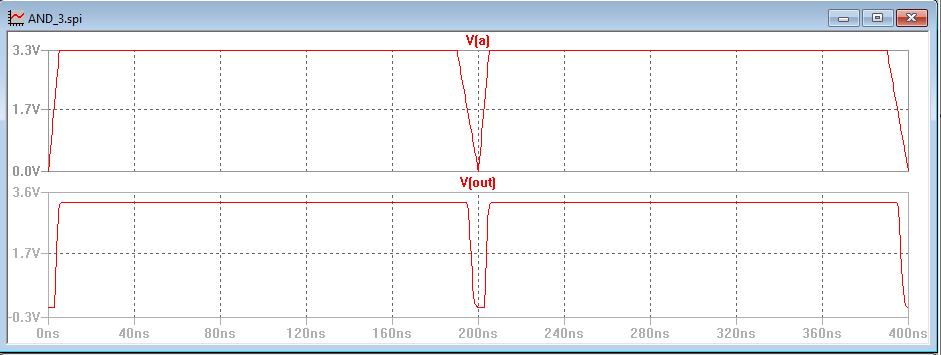 AND_3.spi
V(a)
3.3V
1.7V
0.0V
V(out)
3.6V
1.7V
-0.3V
0ns 40ns 80ns 120ns 160ns 200ns 240ns 280ns 320ns 360ns 400ns